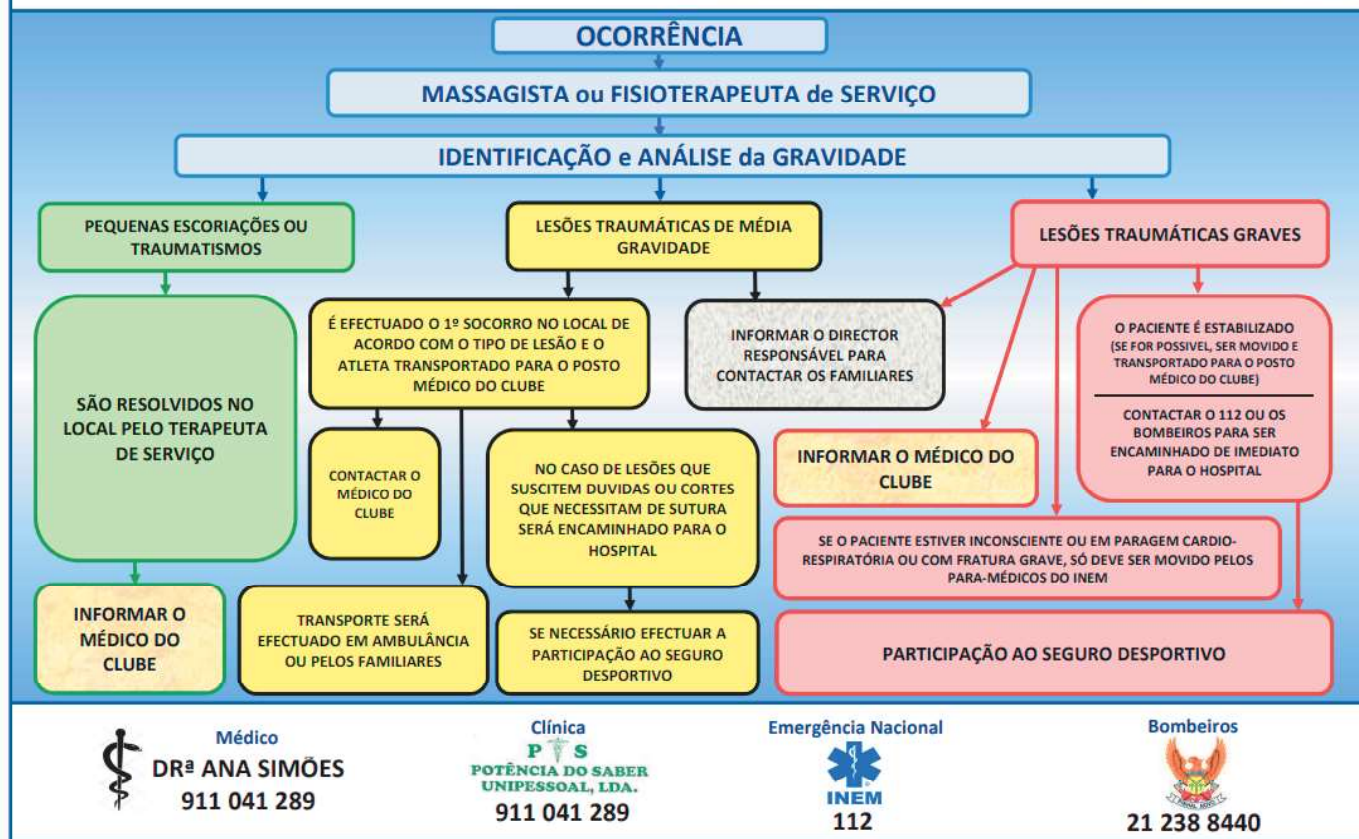 OCORRÊNCIA
MASSAGISTA ou FISIOTERAPEUTA de SERVIÇO
IDENTIFICAÇÃO e ANÁLISE da GRAVIDADE
PEQUENAS ESCORIAÇÕES OU
TRAUMATISMOS
SÃO RESOLVIDOS NO
LOCAL PELO TERAPEUTA
DE SERVIÇO
INFORMAR O
MÉDICO DO
CLUBE
LESÕES TRAUMÁTICAS DE MÉDIA
GRAVIDADE
É EFECTUADO O 1º SOCORRO NO LOCAL DE
ACORDO COM O TIPO DE LESÃO E O
ATLETA TRANSPORTADO PARA O POSTO
MÉDICO DO CLUBE
CONTACTAR O
MÉDICO DO
CLUBE
TRANSPORTE SERÁ
EFECTUADO EM AMBULÂNCIA
OU PELOS FAMILIARES
NO CASO DE LESÕES QUE
SUSCITEM DUVIDAS OU CORTES
QUE NECESSITAM DE SUTURA
SERÁ ENCAMINHADO PARA O
HOSPITAL
SE NECESSÁRIO EFECTUAR A
PARTICIPAÇÃO AO SEGURO
DESPORTIVO
INFORMAR O DIRECTOR
RESPONSÁVEL PARA
CONTACTAR OS FAMILIARES
LESÕES TRAUMÁTICAS GRAVES
INFORMAR O MÉDICO DO
CLUBE
O PACIENTE É ESTABILIZADO
(SE FOR POSSIVEL, SER MOVIDO E
TRANSPORTADO PARA O POSTO
MÉDICO DO CLUBE)
CONTACTAR O 112 OU OS
BOMBEIROS PARA SER
ENCAMINHADO DE IMEDIATO
PARA O HOSPITAL
SE O PACIENTE ESTIVER INCONSCIENTE OU EM PARAGEM CARDIO-
RESPIRATÓRIA OU COM FRATURA GRAVE, SÓ DEVE SER MOVIDO PELOS
PARA-MÉDICOS DO INEM
PARTICIPAÇÃO AO SEGURO DESPORTIVO
Médico
DRª ANA SIMÕES
911 041 289
Clínica
P S
POTÊNCIA DO SABER
UNIPESSOAL, LDA.
911 041 289
Emergência Nacional
INEM
112
Bombeiros
PINHAL NOVO
21 238 8440